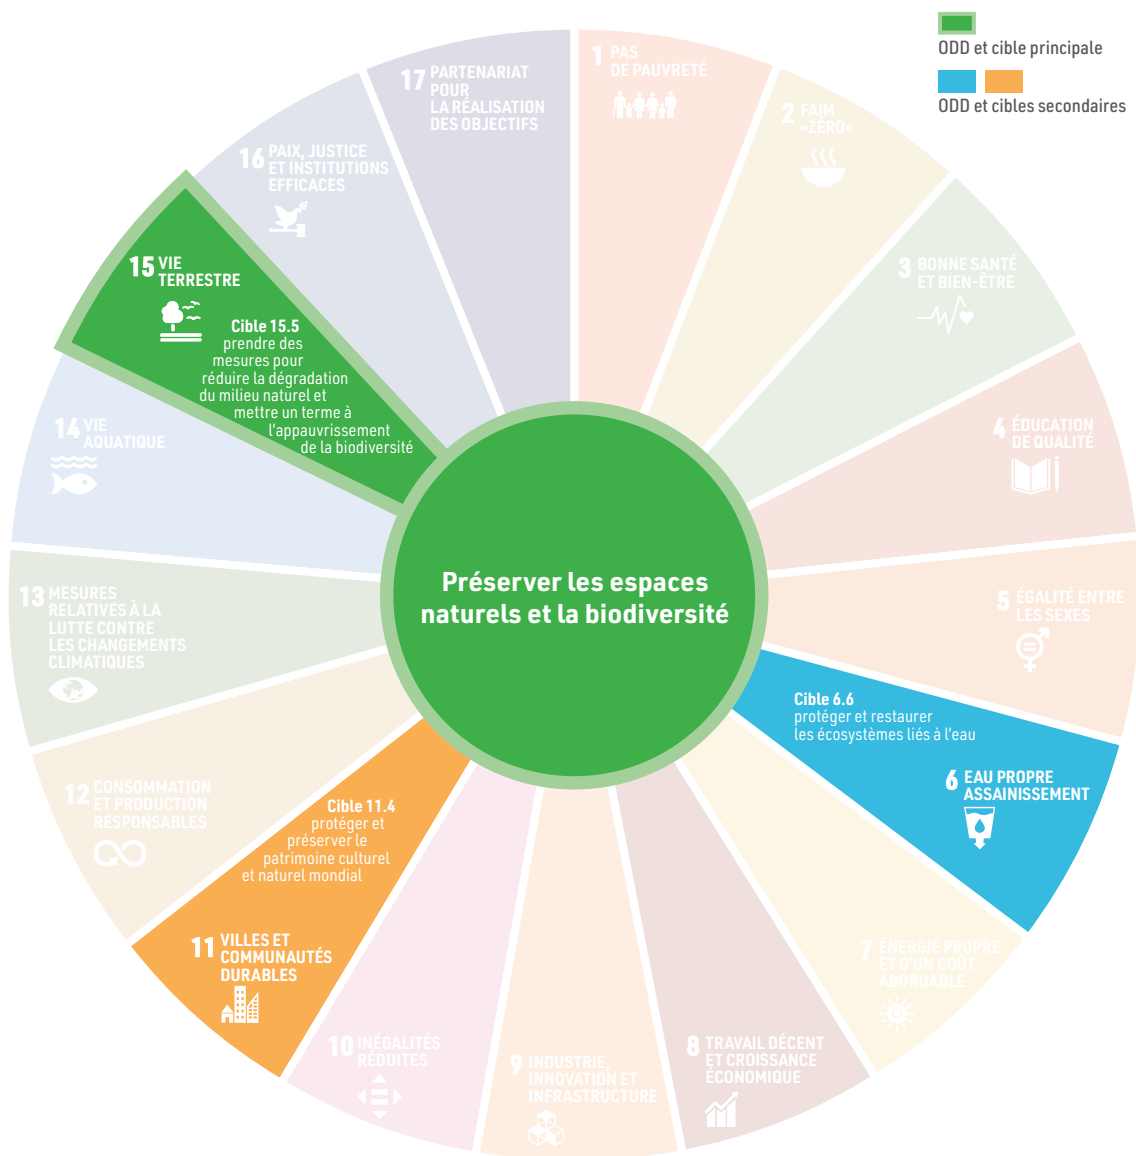 ODD et cible principale
ODD et cibles secondaires
1 PAS
DE PAUVRETÉ
2 FAIM
«ZÉRO»
3 BONNE SANTÉ
ET BIEN-ÊTRE
4 ÉDUCATION
DE QUALITÉ
5 ÉGALITÉ ENTRE
LES SEXES
Cible 6.6
protéger et restaurer
les écosystèmes liés à l'eau
6 EAU PROPRE
ASSAINISSEMENT
7 ÉNERGIE PROPRE
ET D'UN COÛT
ABORDABLE
8 TRAVAIL DÉCENT
ET CROISSANCE
ÉCONOMIQUE
9 INDUSTRIE,
INNOVATION ET
INFRASTRUCTURE
10 INÉGALITÉS
RÉDUITES
Cible 11.4
protéger et
préserver le
patrimoine culturel
et naturel mondial
11 VILLES ET
COMMUNAUTÉS
DURABLES
12 CONSOMMATION
ET PRODUCTION
RESPONSABLES
13 MESURES
RELATIVES À LA
LUTTE CONTRE
LES CHANGEMENTS
CLIMATIQUES
14 VIE
AQUATIQUE
15 VIE
TERRESTRE
Cible 15.5
prendre des
mesures pour
réduire la dégradation
du milieu naturel et
mettre un terme à
l'appauvrissement
de la biodiversité
16 PAIX, JUSTICE
ET INSTITUTIONS
EFFICACES
17 PARTENARIAT
POUR
LA RÉALISATION
DES OBJECTIFS
Préserver les espaces
naturels et la biodiversité